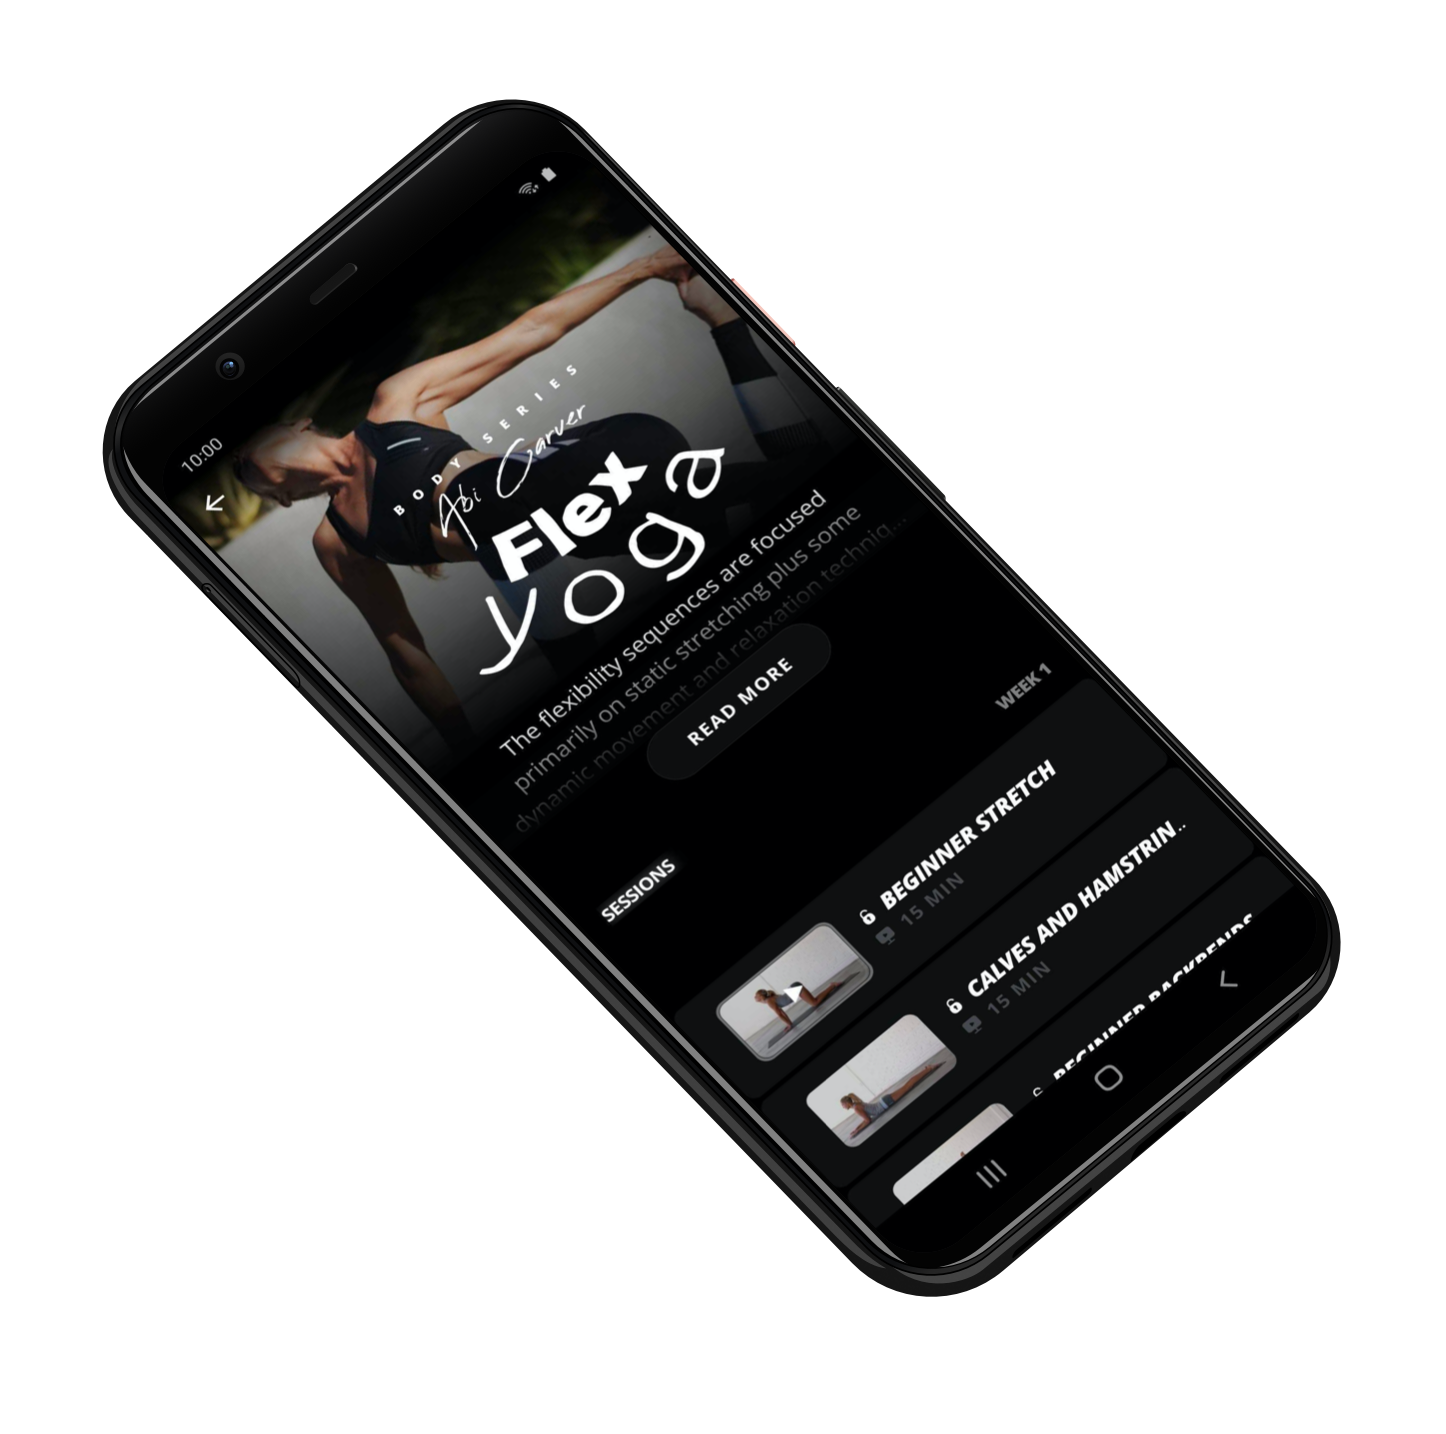 10:00
BODY SERIES
Abi Carver
Flex
yoga
The flexibility sequences are focused
primarily on static stretching plus some
dynamic movement and relaxation techniq...
READ MORE
SESSIONS
WEEK 1
BEGINNER STRETCH
15 MIN
CALVES AND HAMSTRIN..
15 MIN
BEGINNER BACKBENDS